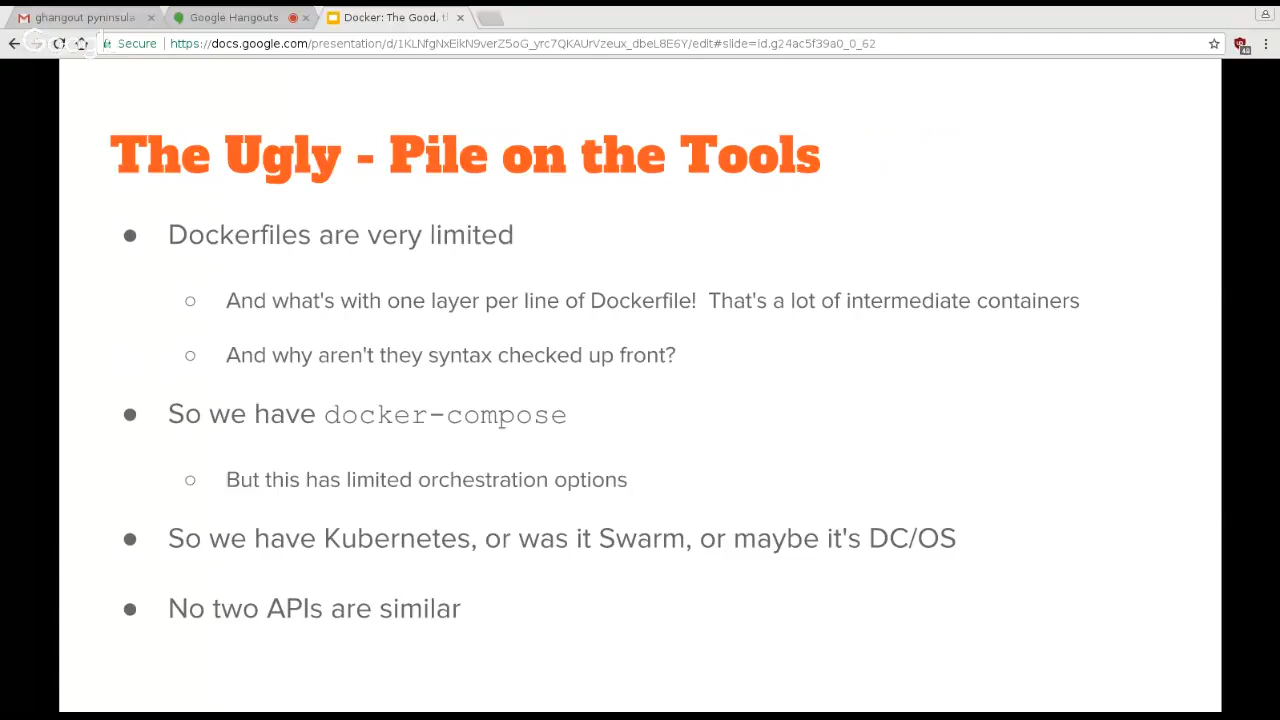 ghangout pyninsula
Google Hangouts
Docker: The Good, t
Google
Secure
https://docs.google.com/presentation/d/1KLNfgNxEikN9verZ5oG_yrc7QKAUrVzeux_dbeL8E6Y/edit#slide=id.g24ac5f39a0_0_62
43
The Ugly - Pile on the Tools
● Dockerfiles are very limited
○ And what's with one layer per line of Dockerfile! That's a lot of intermediate containers
○ And why aren't they syntax checked up front?
● So we have docker-compose
○ But this has limited orchestration options
● So we have Kubernetes, or was it Swarm, or maybe it's DC/OS
● No two APIs are similar